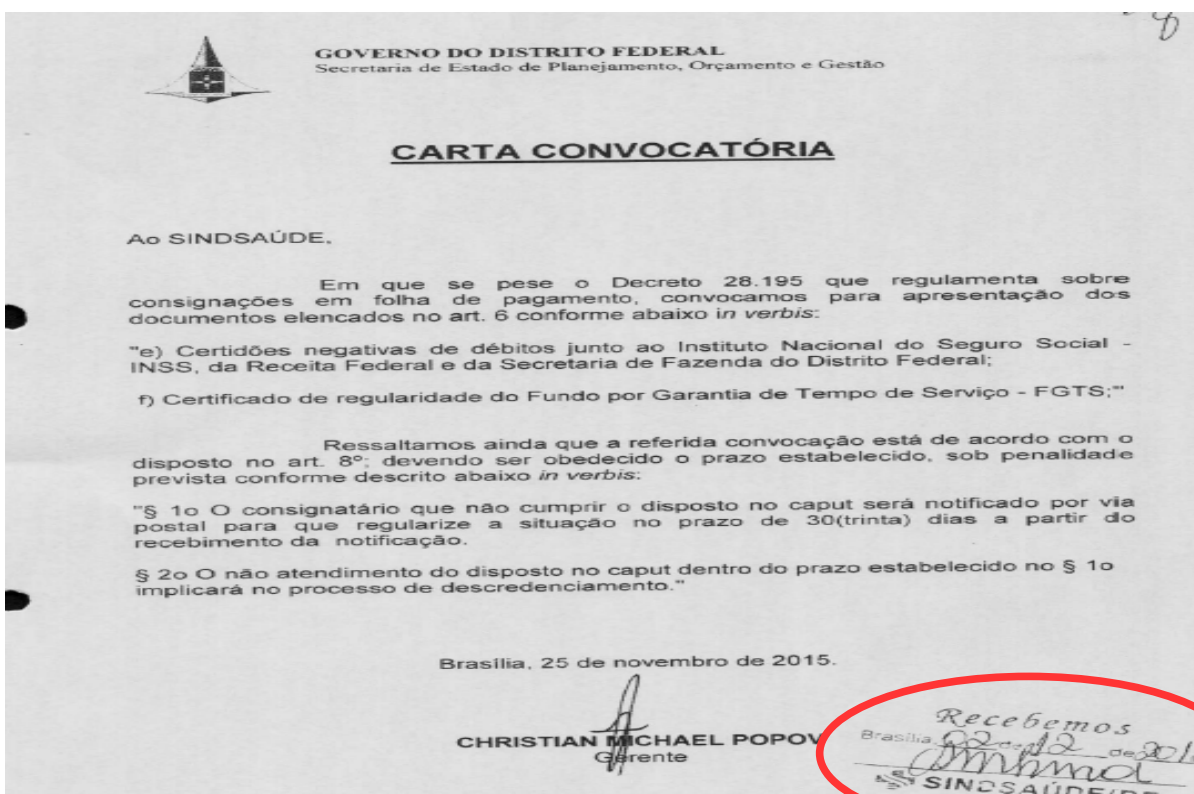 8
GOVERNO DO DISTRITO FEDERAL
Secretaria de Estado de Planejamento, Orçamento e Gestão
CARTA CONVOCATÓRIA
Ao SINDSAÚDE,
Em que se pese o Decreto 28.195 que regulamenta sobre
consignações em folha de pagamento, convocamos para apresentação dos
documentos elencados no art. 6 conforme abaixo in verbis:
"e) Certidões negativas de débitos junto ao Instituto Nacional do Seguro Social -
INSS, da Receita Federal e da Secretaria de Fazenda do Distrito Federal;
f) Certificado de regularidade do Fundo por Garantia de Tempo de Serviço - FGTS;"
Ressaltamos ainda que a referida convocação está de acordo com o
disposto no art. 8º; devendo ser obedecido o prazo estabelecido, sob penalidade
prevista conforme descrito abaixo in verbis:
"§ 1o O consignatário que não cumprir o disposto no caput será notificado por via
postal para que regularize a situação no prazo de 30(trinta) dias a partir do
recebimento da notificação.
§ 2o O não atendimento do disposto no caput dentro do prazo estabelecido no § 1o
implicará no processo de descredenciamento."
Brasília, 25 de novembro de 2015.
CHRISTIAN MICHAEL POPOV
Gerente
Recebemos
Brasília, 22 de 12 de 201
SINDSAÚDE/DF